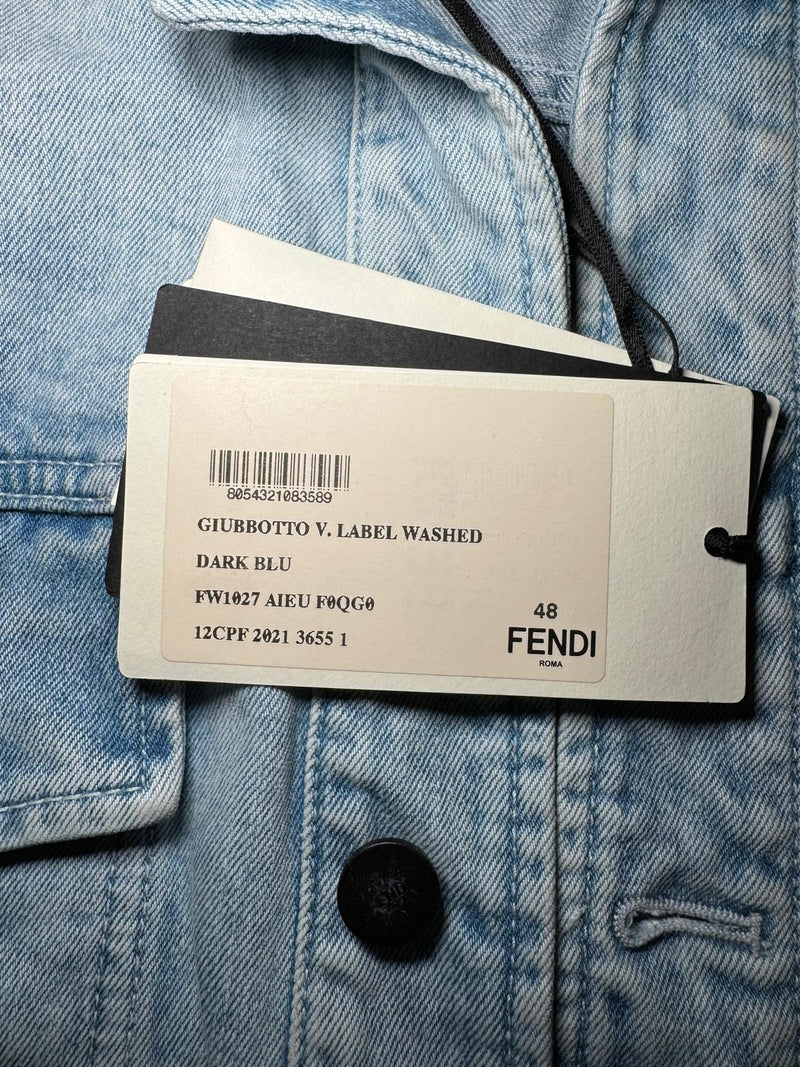 8054321083589
GIUBBOTTO V. LABEL WASHED
DARK BLU
FW1027 AIEU F0QG0
12CPF 2021 3655 1
48
FENDI
ROMA